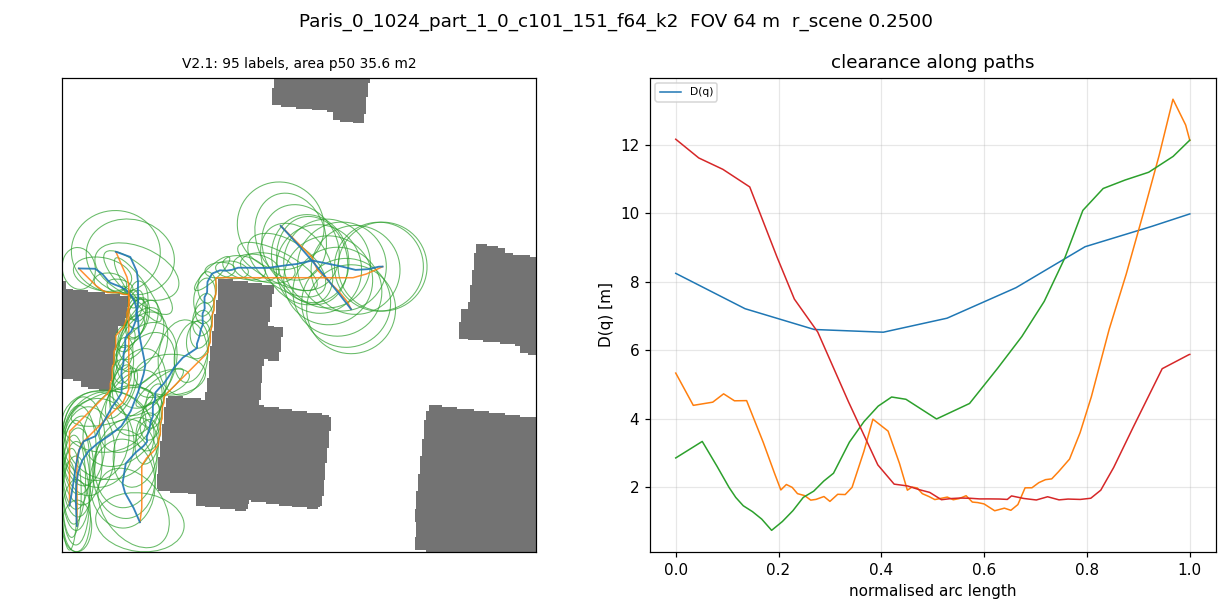 Paris_0_1024_part_1_0_c101_151_f64_k2  FOV 64 m  r_scene 0.2500
V2.1: 95 labels, area p50 35.6 m2
clearance along paths
D(q)
D(q) [m]
12
10
8
6
4
2
0.0 0.2 0.4 0.6 0.8 1.0
normalised arc length